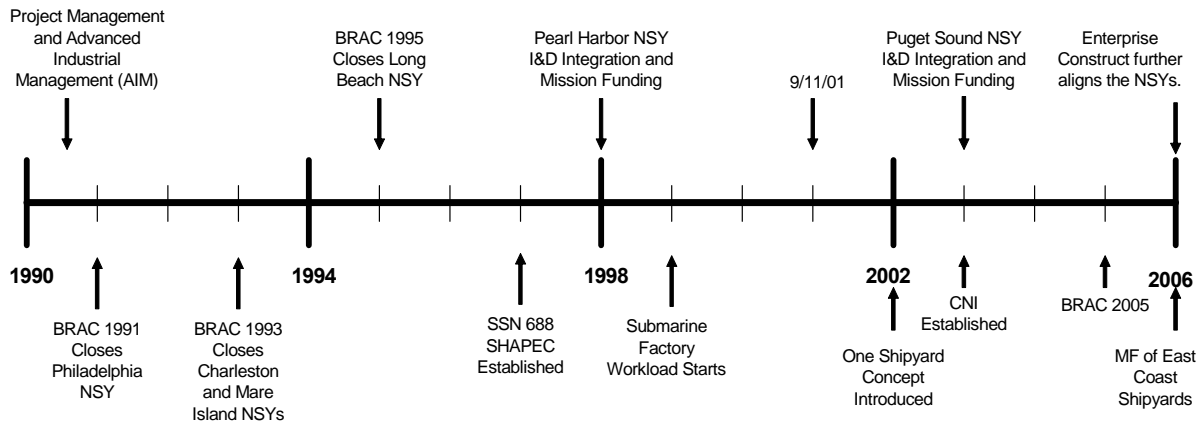 Project Management
and Advanced
Industrial
Management (AIM)
BRAC 1995
Closes Long
Beach NSY
Pearl Harbor NSY
I&D Integration and
Mission Funding
9/11/01
Puget Sound NSY
I&D Integration and
Mission Funding
Enterprise
Construct further
aligns the NSYs.
1990
1994
1998
2002
2006
BRAC 1991
Closes
Philadelphia
NSY
BRAC 1993
Closes
Charleston
and Mare
Island NSYs
SSN 688
SHAPEC
Established
Submarine
Factory
Workload Starts
One Shipyard
Concept
Introduced
CNI
Established
BRAC 2005
MF of East
Coast
Shipyards